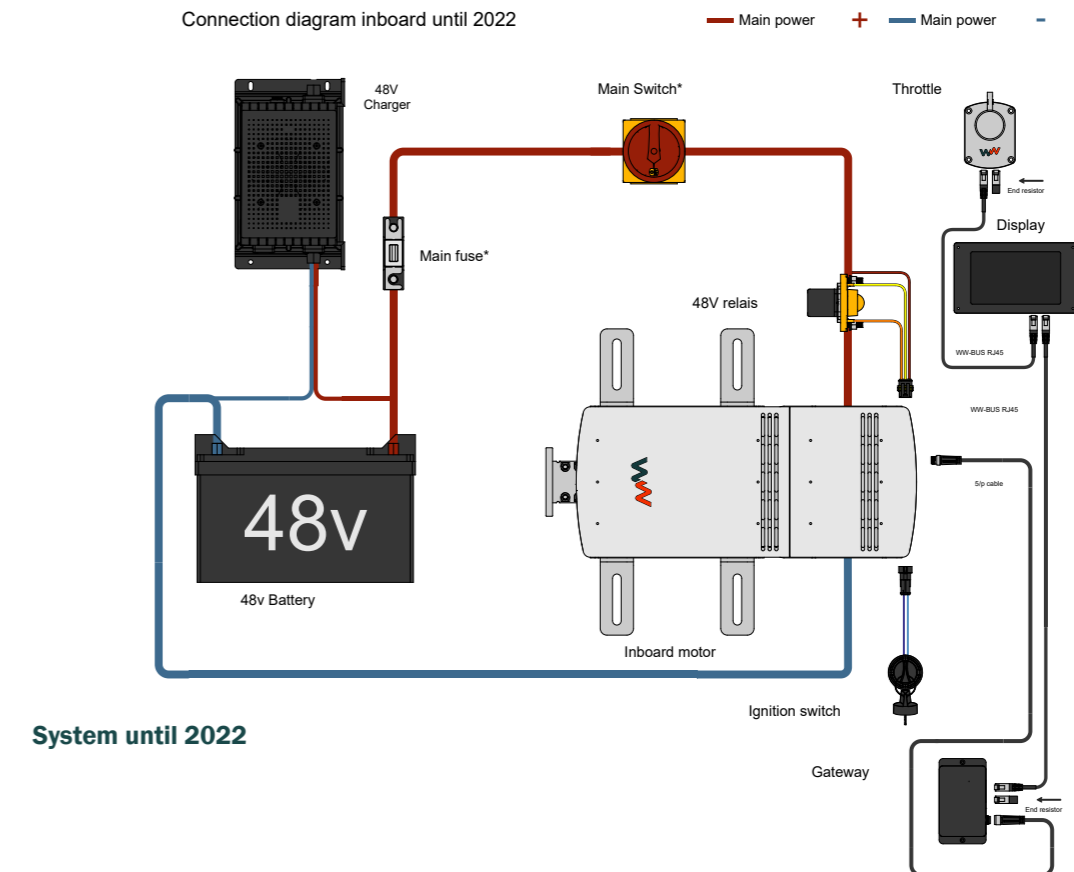 Connection diagram inboard until 2022
Main power +
Main power -
48V
Charger
Main Switch*
Throttle
End resistor
Display
Main fuse*
48V relais
WW-BUS RJ45
WW-BUS RJ45
5/p cable
48v
48v Battery
Inboard motor
Ignition switch
System until 2022
Gateway
End resistor